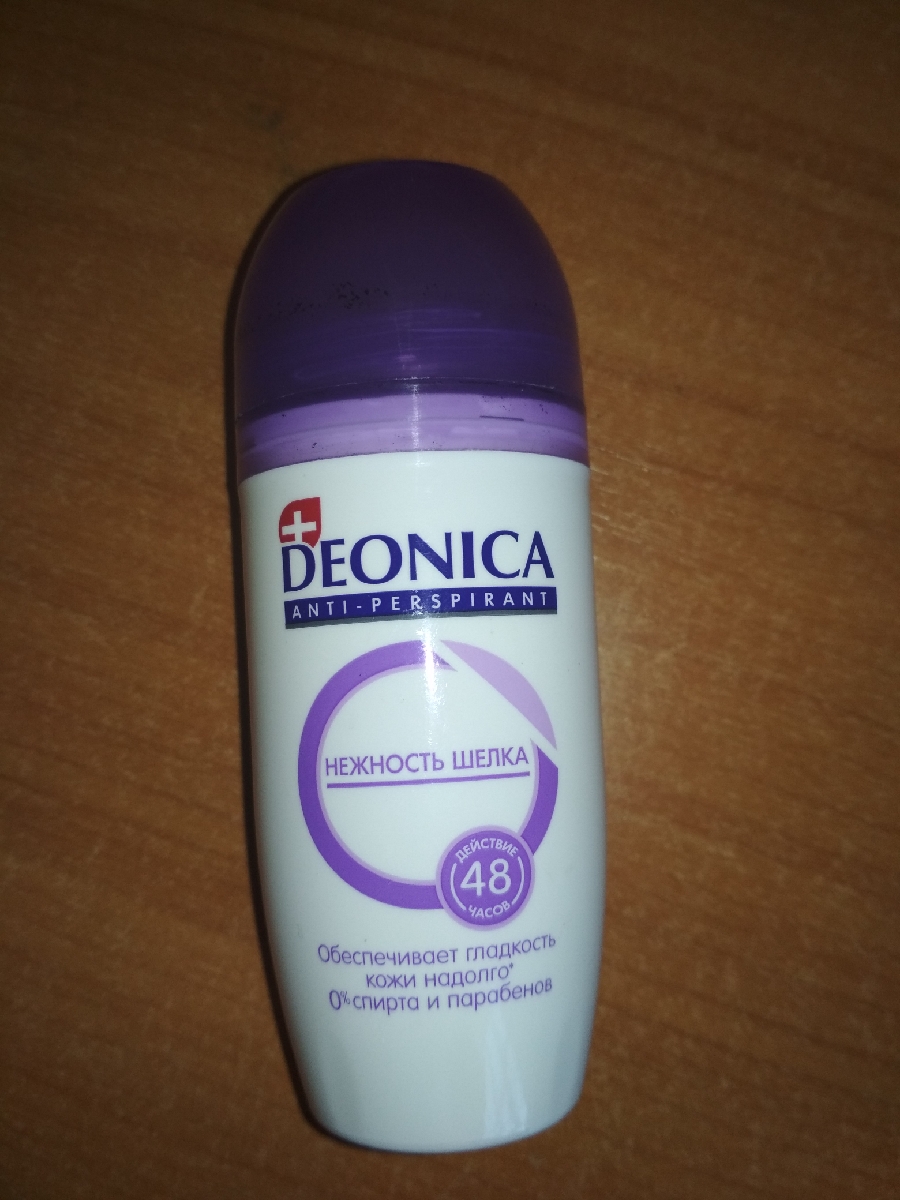 DEONICA
ANTI-PERSPIRANT
НЕЖНОСТЬ ШЕЛКА
ДЕЙСТВИЕ
48
ЧАСОВ
Обеспечивает гладкость
кожи надолго*
0% спирта и парабенов